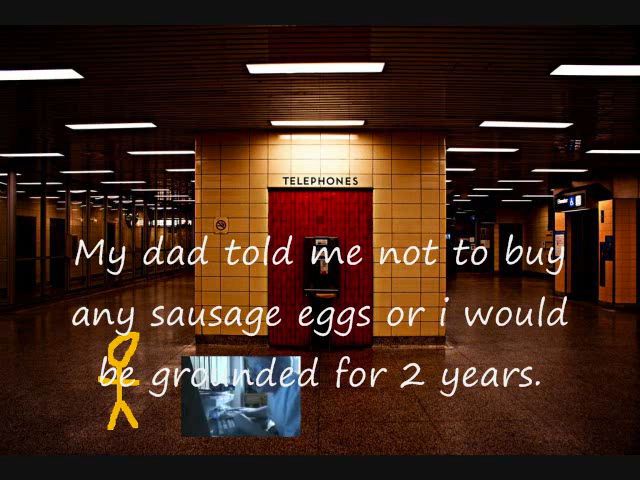 TELEPHONES
My dad told me not to buy
any sausage eggs or i would
be grounded for 2 years.